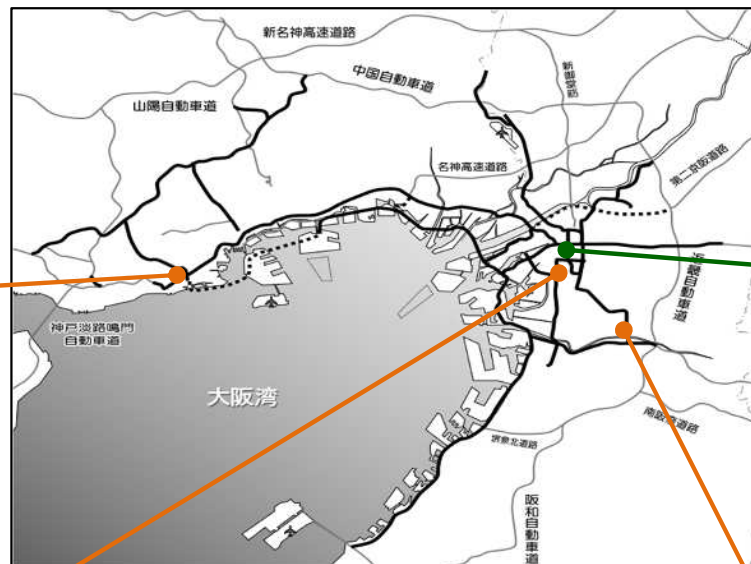 新名神高速道路
中国自動車道
新御堂筋
山陽自動車道
名神高速道路
第二京阪道路
近畿自動車道
神戸淡路鳴門
自動車道
大阪湾
南阪奈道路
堺泉北道路
阪和自動車道